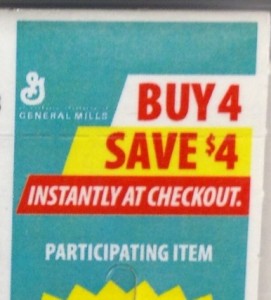 GENERAL MILLS
BUY 4
SAVE $4
INSTANTLY AT CHECKOUT.
PARTICIPATING ITEM